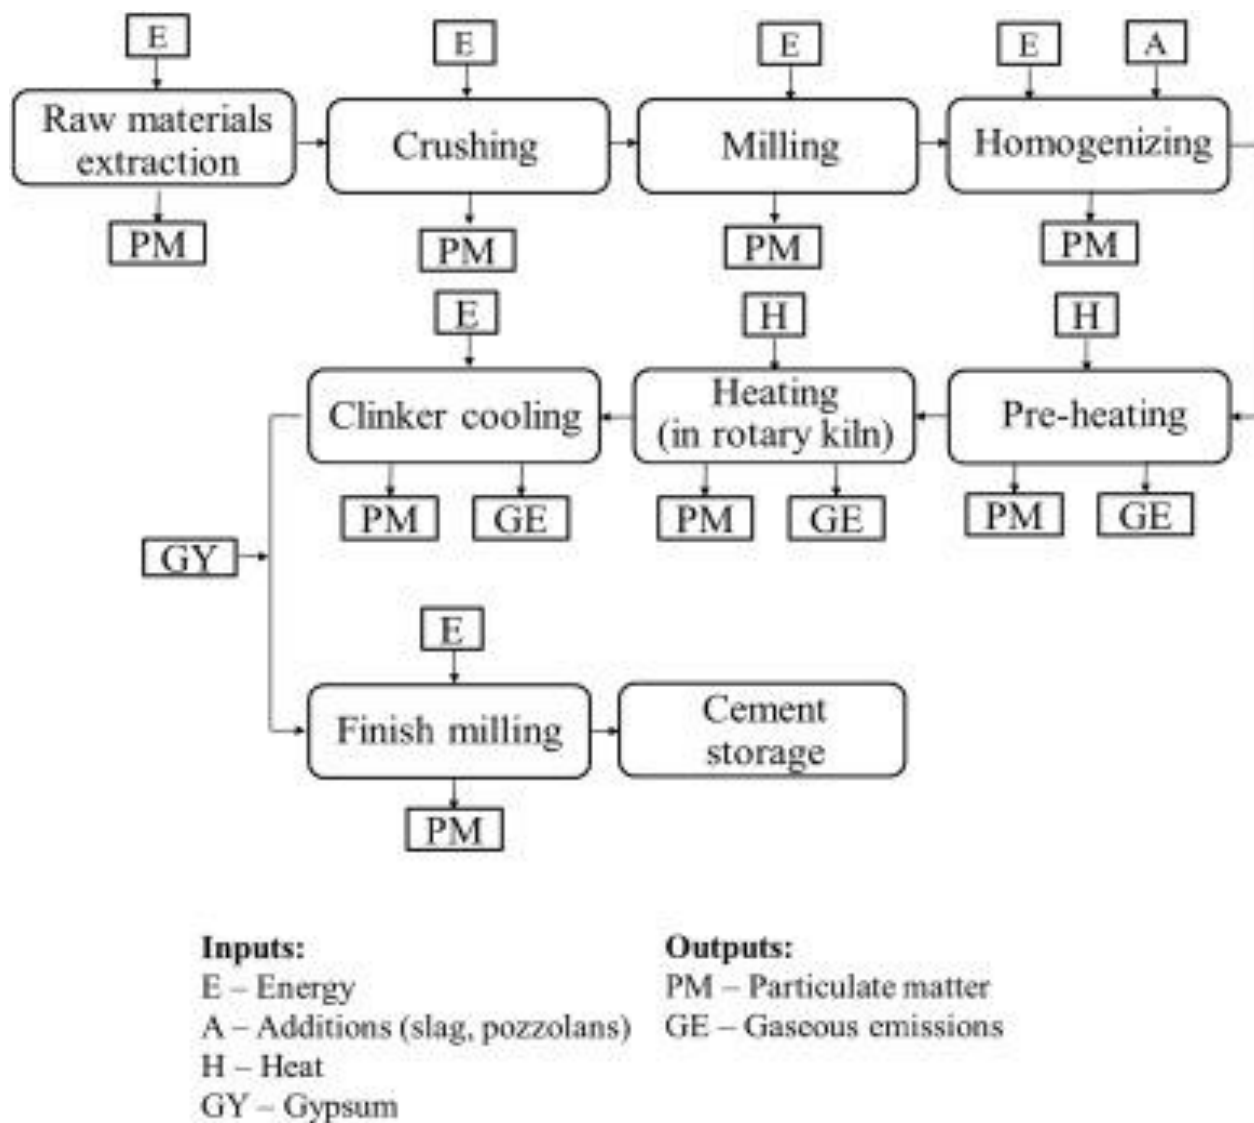 E
E
E
E
A
Raw materials
extraction
Crushing
Milling
Homogenizing
PM
PM
PM
PM
E
H
H
Clinker cooling
Heating
(in rotary kiln)
Pre-heating
PM
GE
PM
GE
PM
GE
GY
E
Finish milling
Cement
storage
PM
Inputs:
E – Energy
A – Additions (slag, pozzolans)
H – Heat
GY – Gypsum
Outputs:
PM – Particulate matter
GE – Gaseous emissions